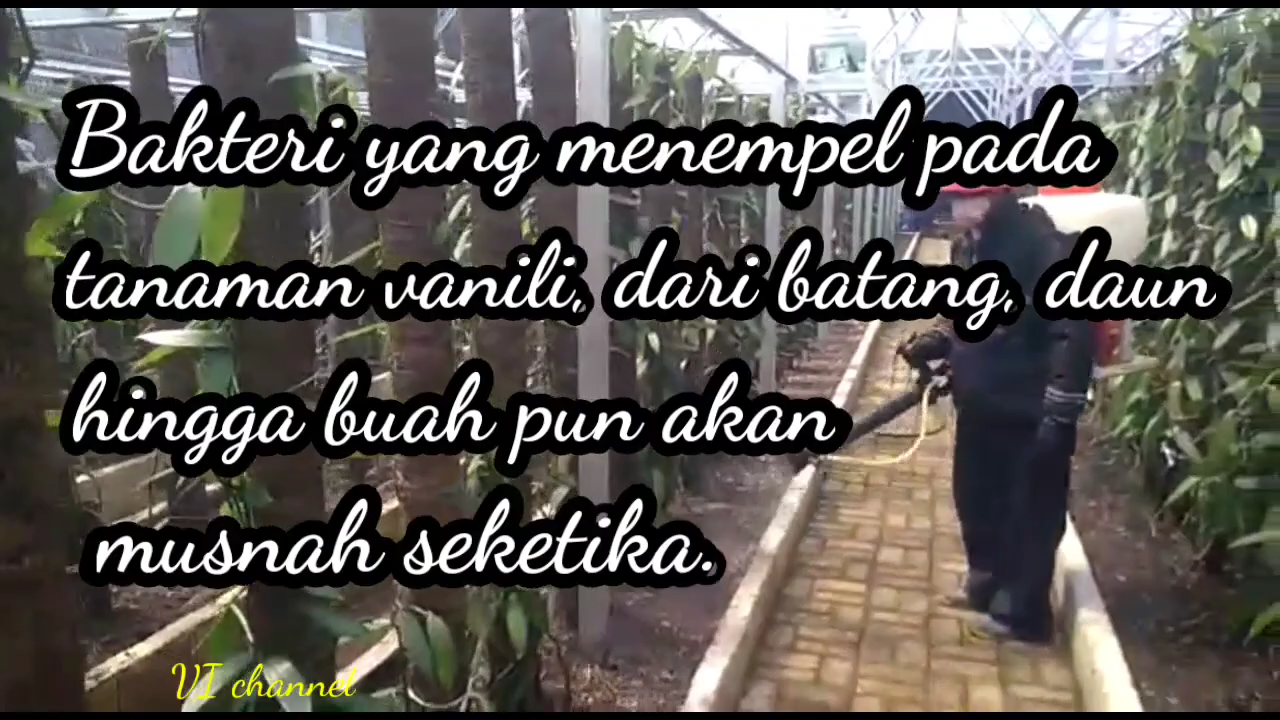 Bakteri yang menempel pada
tanaman vanili, dari batang, daun
hingga buah pun akan
musnah seketika.
VI channel